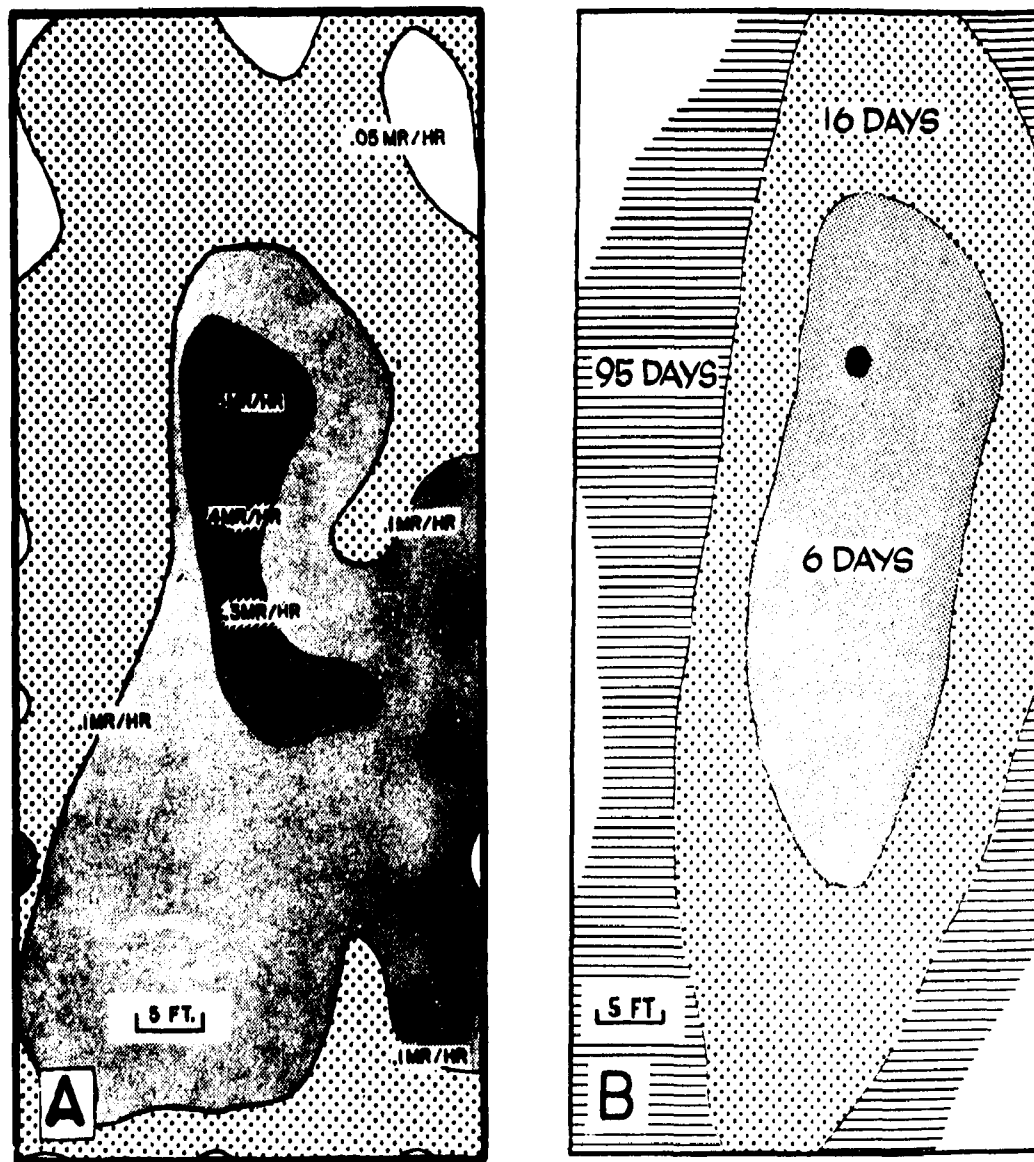 .05 MR/HR
.4MR/HR
.1MR/HR
.3MR/HR
.1MR/HR
5 FT.
.1MR/HR
A
16 DAYS
95 DAYS
6 DAYS
5 FT
B